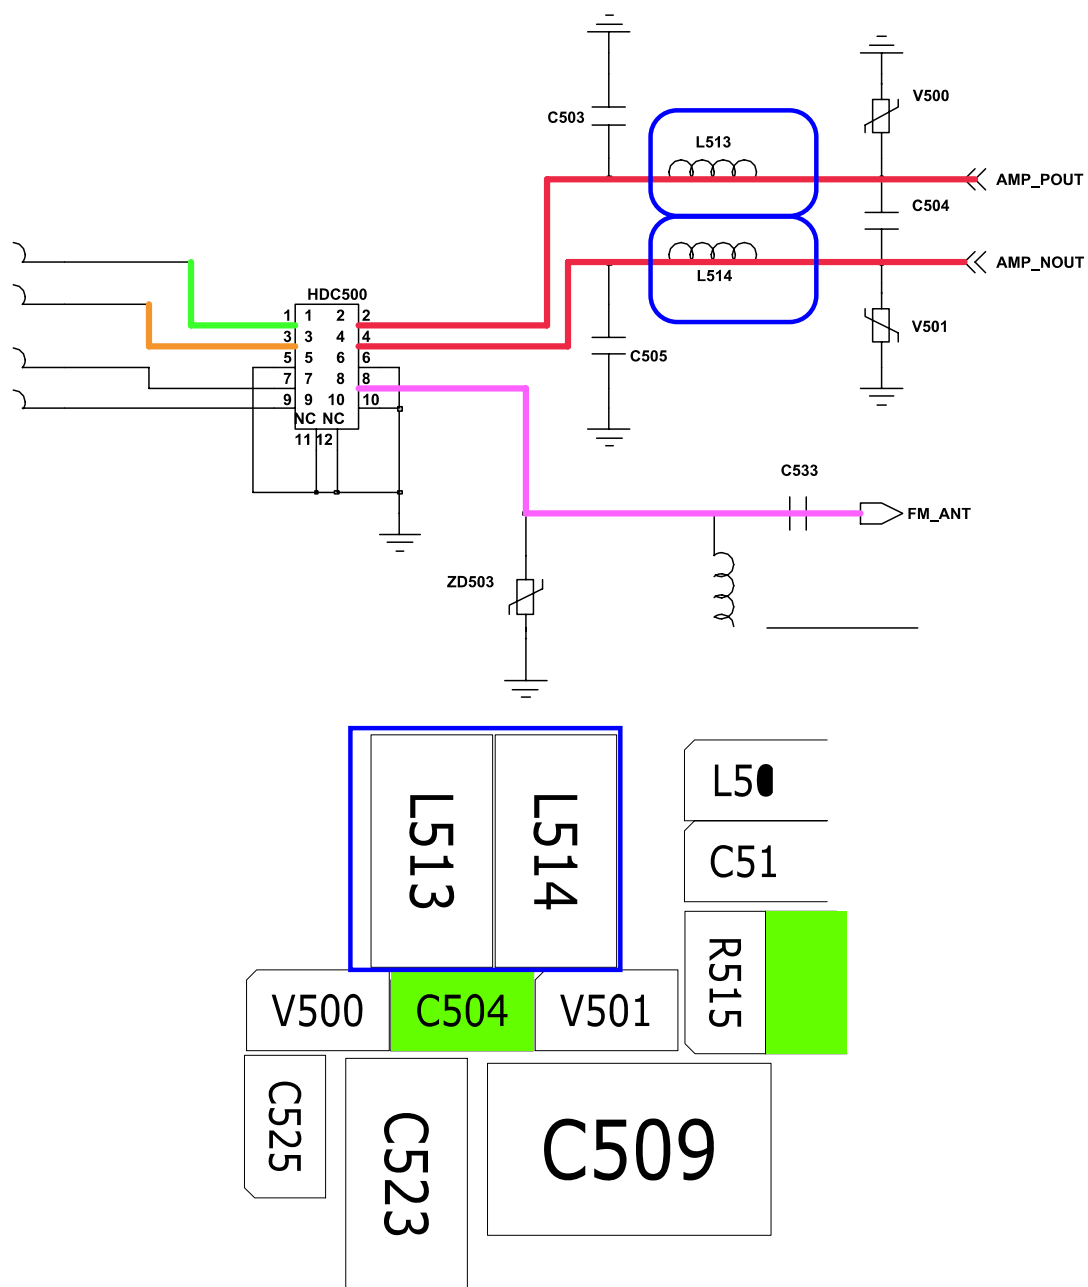 V500
C503
L513
AMP_POUT
C504
L514
AMP_NOUT
HDC500
1 1 2 2
3 3 4 4
5 5 6 6
7 7 8 8
9 9 10 10
NC NC
11 12
V501
C505
C533
FM_ANT
ZD503
L513
L514
C51
R515
V500
C504
V501
C525
C523
C509